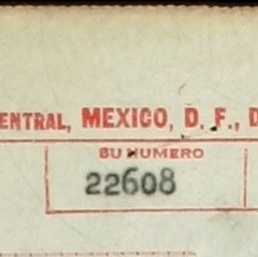 ENTRAL, MEXICO, D. F., D
SU NUMERO
22608